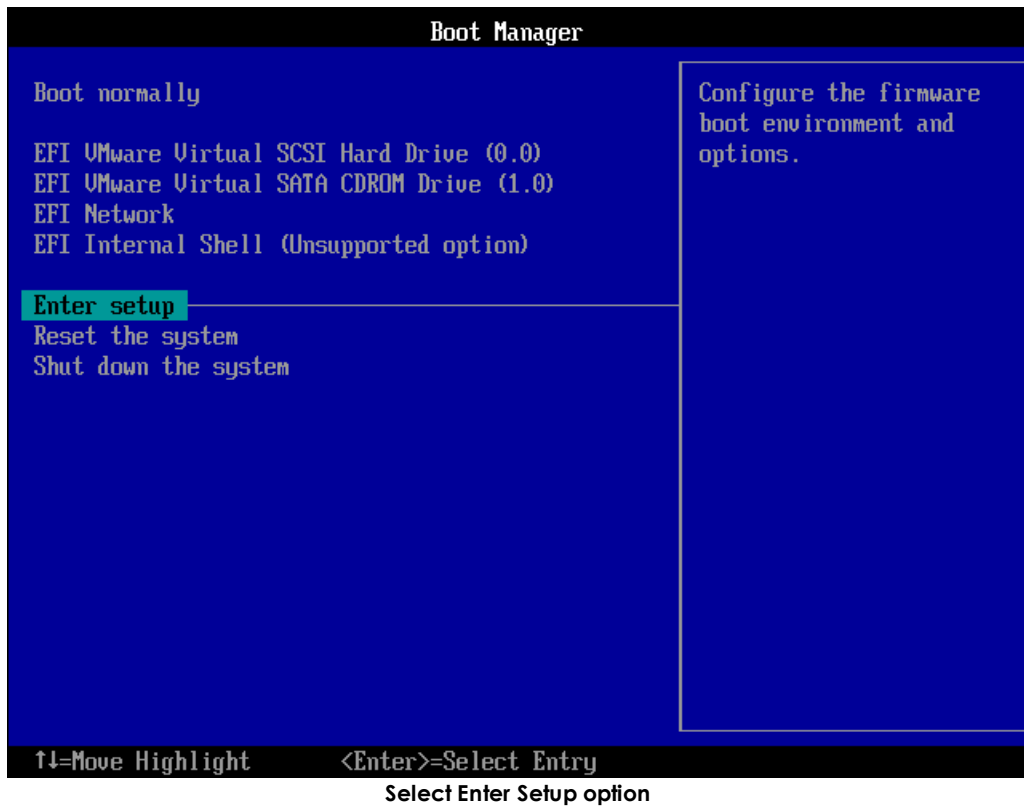 Boot Manager
Boot normally
EFI VMware Virtual SCSI Hard Drive (0.0)
EFI VMware Virtual SATA CDROM Drive (1.0)
EFI Network
EFI Internal Shell (Unsupported option)
Enter setup
Reset the system
Shut down the system
Configure the firmware
boot environment and
options.
↑↓=Move Highlight <Enter>=Select Entry
Select Enter Setup option